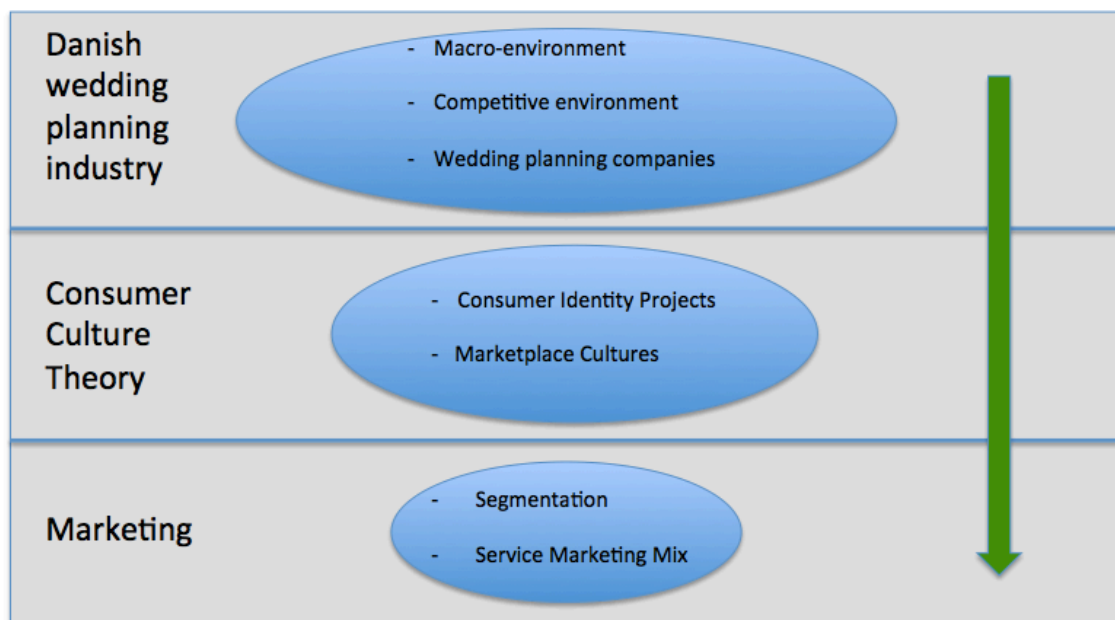 Danish
wedding
planning
industry
- Macro-environment
- Competitive environment
- Wedding planning companies
Consumer
Culture
Theory
- Consumer Identity Projects
- Marketplace Cultures
Marketing
- Segmentation
- Service Marketing Mix